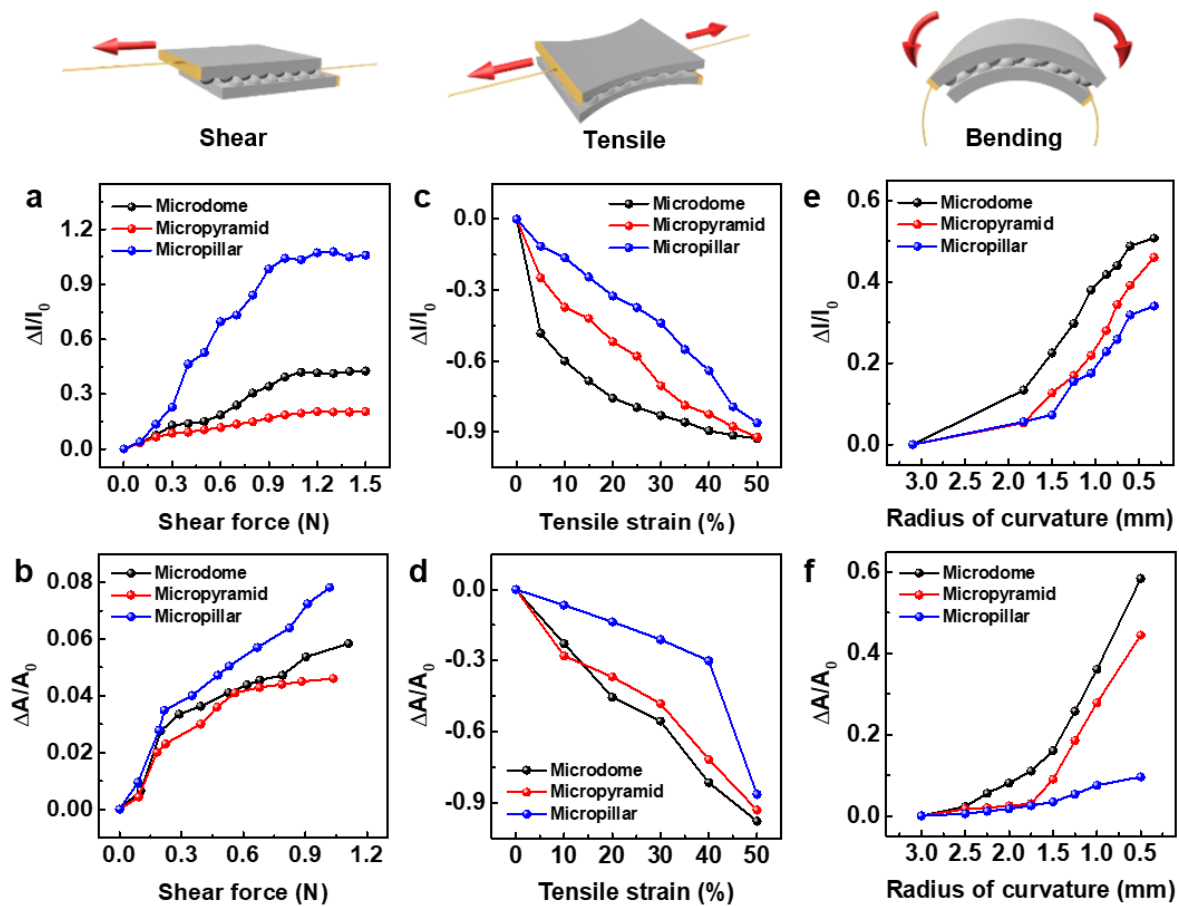 Shear
Tensile
Bending
a
Microdome
Micropyramid
Micropillar
1.2
0.9
0.6
0.3
0.0
ΔI/I0
0.0 0.3 0.6 0.9 1.2 1.5
Shear force (N)
c
Microdome
Micropyramid
Micropillar
0.0
-0.3
-0.6
-0.9
ΔI/I0
0 10 20 30 40 50
Tensile strain (%)
e
Microdome
Micropyramid
Micropillar
0.6
0.4
0.2
0.0
ΔI/I0
3.0 2.5 2.0 1.5 1.0 0.5
Radius of curvature (mm)
b
Microdome
Micropyramid
Micropillar
0.08
0.06
0.04
0.02
0.00
ΔA/A0
0.0 0.3 0.6 0.9 1.2
Shear force (N)
d
Microdome
Micropyramid
Micropillar
0.0
-0.3
-0.6
-0.9
ΔA/A0
0 10 20 30 40 50
Tensile strain (%)
f
Microdome
Micropyramid
Micropillar
0.6
0.4
0.2
0.0
ΔA/A0
3.0 2.5 2.0 1.5 1.0 0.5
Radius of curvature (mm)